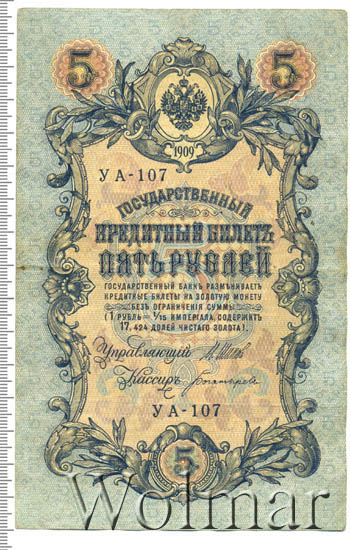 5 5
1909
УА-107
ГОСУДАРСТВЕННЫЙ
КРЕДИТНЫЙ БИЛЕТЪ
ПЯТЬ РУБЛЕЙ
ГОСУДАРСТВЕННЫЙ БАНКЪ РАЗМѢНИВАЕТЪ
КРЕДИТНЫЕ БИЛЕТЫ НА ЗОЛОТУЮ МОНЕТУ
БЕЗЪ ОГРАНИЧЕНІЯ СУММЫ
(1 РУБЛЬ = 1/15 ИМПЕРІАЛА, СОДЕРЖИТЪ
17,424 ДОЛЕЙ ЧИСТАГО ЗОЛОТА).
Управляющій
Кассиръ
УА-107
5
Wolmar